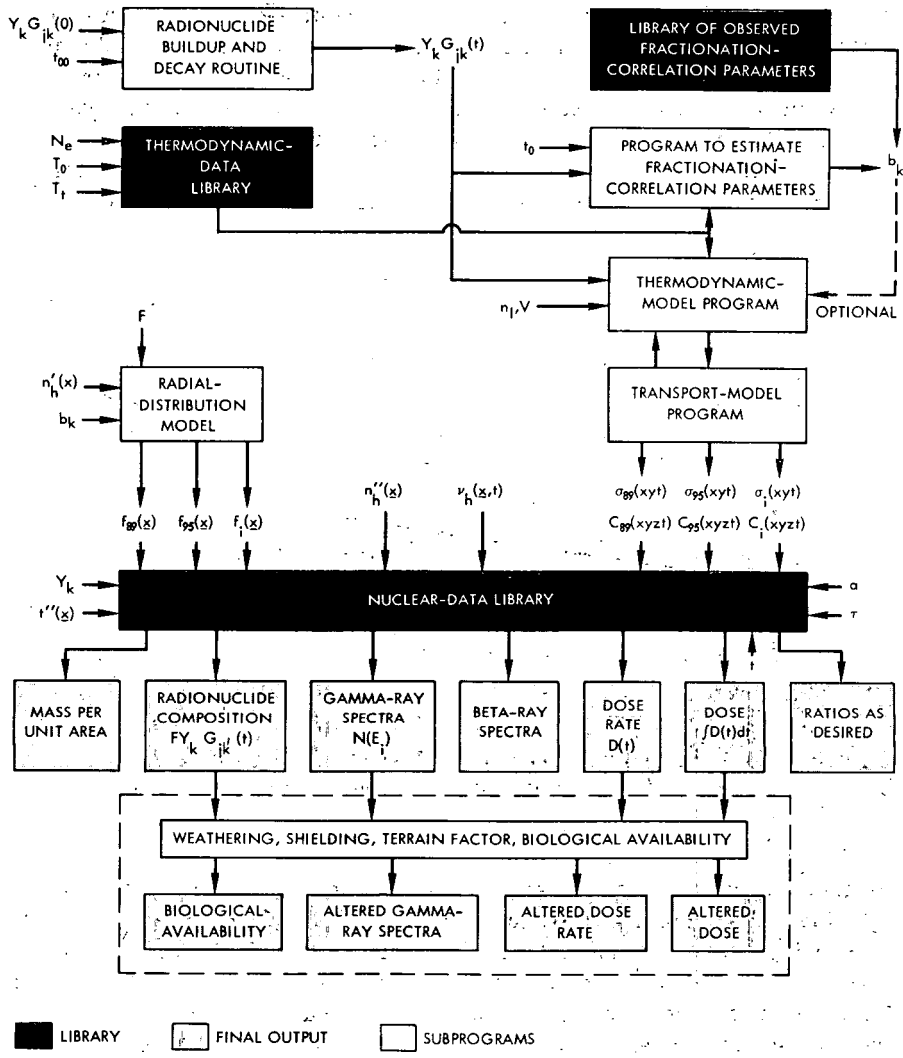 Y_k G_jk(0)
t_00
RADIONUCLIDE
BUILDUP AND
DECAY ROUTINE
Y_k G_jk(t)
LIBRARY OF OBSERVED
FRACTIONATION-
CORRELATION PARAMETERS
N_e
T_0
T_t
THERMODYNAMIC-
DATA
LIBRARY
t_0
PROGRAM TO ESTIMATE
FRACTIONATION-
CORRELATION PARAMETERS
b_k
THERMODYNAMIC-
MODEL PROGRAM
n_l,V
OPTIONAL
F
n'_h(x)
b_k
RADIAL-
DISTRIBUTION
MODEL
TRANSPORT-MODEL
PROGRAM
f_89(x) f_95(x) f_i(x)
n''_h(x)
ν_h(x,t)
σ_89(xyt) σ_95(xyt) σ_i(xyt)
C_89(xyzt) C_95(xyzt) C_i(xyzt)
Y_k
t''(x)
NUCLEAR-DATA LIBRARY
α
τ
t
MASS PER
UNIT AREA
RADIONUCLIDE
COMPOSITION
FY_k G_jk'(t)
GAMMA-RAY
SPECTRA
N(E_i)
BETA-RAY
SPECTRA
DOSE
RATE
D(t)
DOSE
∫D(t)dt
RATIOS AS
DESIRED
WEATHERING, SHIELDING, TERRAIN FACTOR, BIOLOGICAL AVAILABILITY
BIOLOGICAL-
AVAILABILITY
ALTERED GAMMA-
RAY SPECTRA
ALTERED DOSE
RATE
ALTERED
DOSE
LIBRARY
FINAL OUTPUT
SUBPROGRAMS